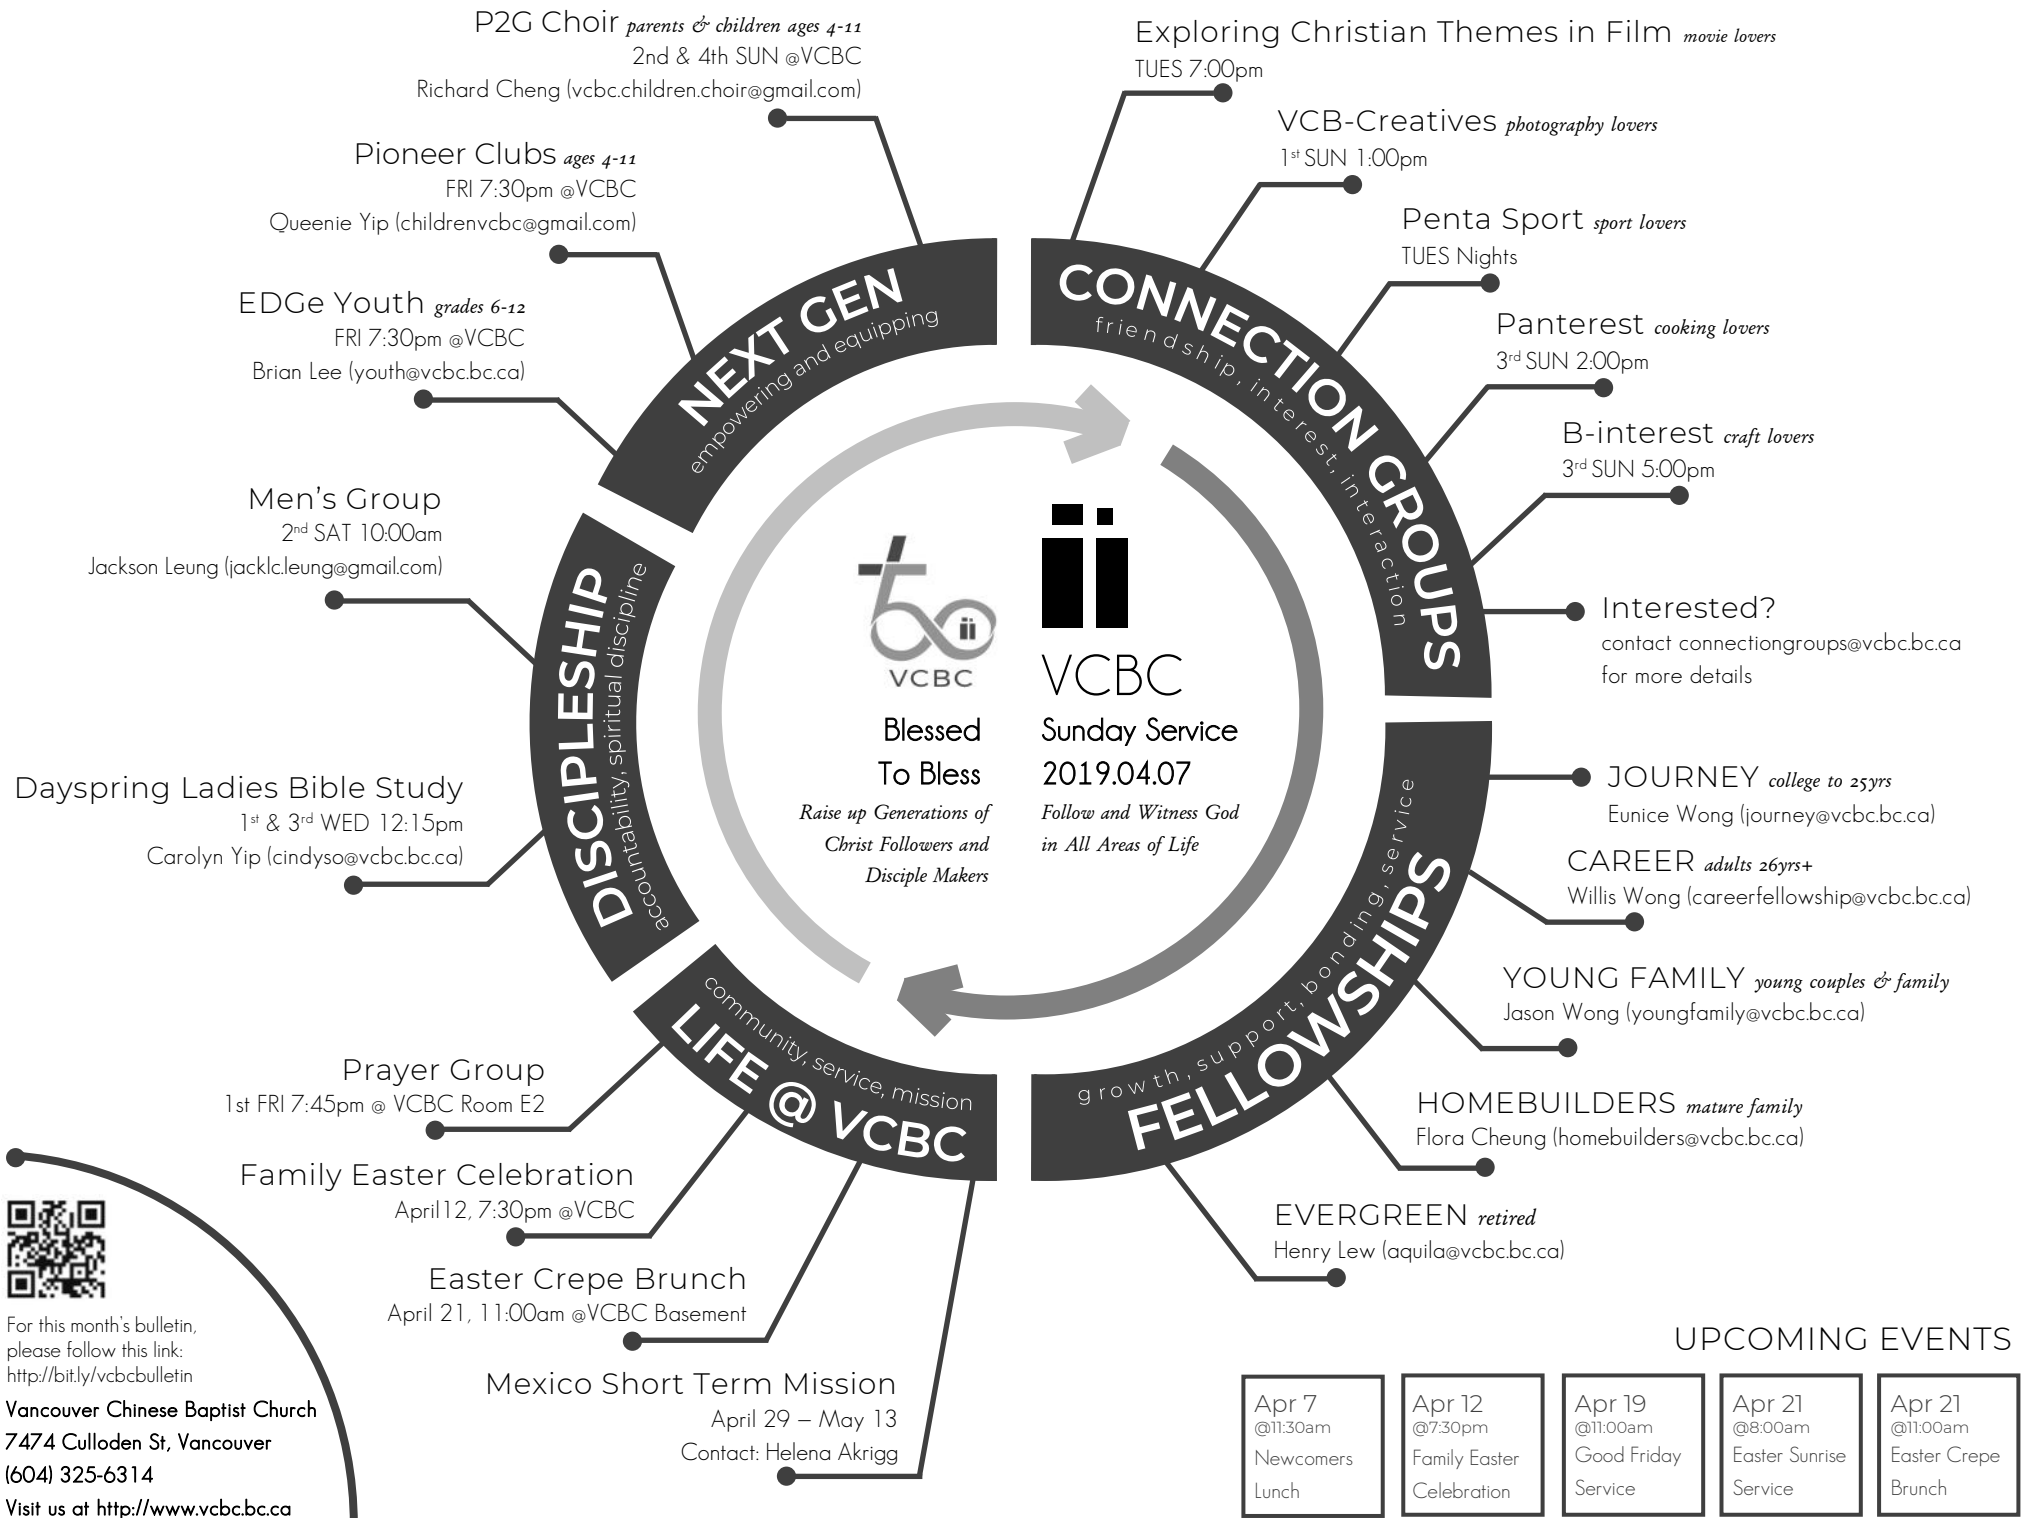 P2G Choir parents & children ages 4-11
2nd & 4th SUN @VCBC
Richard Cheng (vcbc.children.choir@gmail.com)
Pioneer Clubs ages 4-11
FRI 7:30pm @VCBC
Queenie Yip (childrenvcbc@gmail.com)
EDGe Youth grades 6-12
FRI 7:30pm @VCBC
Brian Lee (youth@vcbc.bc.ca)
NEXT GEN
empowering and equipping
Men's Group
2nd SAT 10:00am
Jackson Leung (jacklc.leung@gmail.com)
Dayspring Ladies Bible Study
1st & 3rd WED 12:15pm
Carolyn Yip (cindyso@vcbc.bc.ca)
DISCIPLESHIP
accountability, spiritual discipline
Prayer Group
1st FRI 7:45pm @ VCBC Room E2
Family Easter Celebration
April12, 7:30pm @VCBC
Easter Crepe Brunch
April 21, 11:00am @VCBC Basement
Mexico Short Term Mission
April 29 – May 13
Contact: Helena Akrigg
community, service, mission
LIFE @ VCBC
Exploring Christian Themes in Film movie lovers
TUES 7:00pm
VCB-Creatives photography lovers
1st SUN 1:00pm
Penta Sport sport lovers
TUES Nights
Panterest cooking lovers
3rd SUN 2:00pm
B-interest craft lovers
3rd SUN 5:00pm
Interested?
contact connectiongroups@vcbc.bc.ca
for more details
CONNECTION GROUPS
friendship, interest, interaction
JOURNEY college to 25yrs
Eunice Wong (journey@vcbc.bc.ca)
CAREER adults 26yrs+
Willis Wong (careerfellowship@vcbc.bc.ca)
YOUNG FAMILY young couples & family
Jason Wong (youngfamily@vcbc.bc.ca)
HOMEBUILDERS mature family
Flora Cheung (homebuilders@vcbc.bc.ca)
EVERGREEN retired
Henry Lew (aquila@vcbc.bc.ca)
growth, support, bonding, service
FELLOWSHIPS
VCBC
Blessed
To Bless
Raise up Generations of
Christ Followers and
Disciple Makers
VCBC
Sunday Service
2019.04.07
Follow and Witness God
in All Areas of Life
For this month's bulletin,
please follow this link:
http://bit.ly/vcbcbulletin
Vancouver Chinese Baptist Church
7474 Culloden St, Vancouver
(604) 325-6314
Visit us at http://www.vcbc.bc.ca
UPCOMING EVENTS
Apr 7
@11:30am
Newcomers
Lunch
Apr 12
@7:30pm
Family Easter
Celebration
Apr 19
@11:00am
Good Friday
Service
Apr 21
@8:00am
Easter Sunrise
Service
Apr 21
@11:00am
Easter Crepe
Brunch